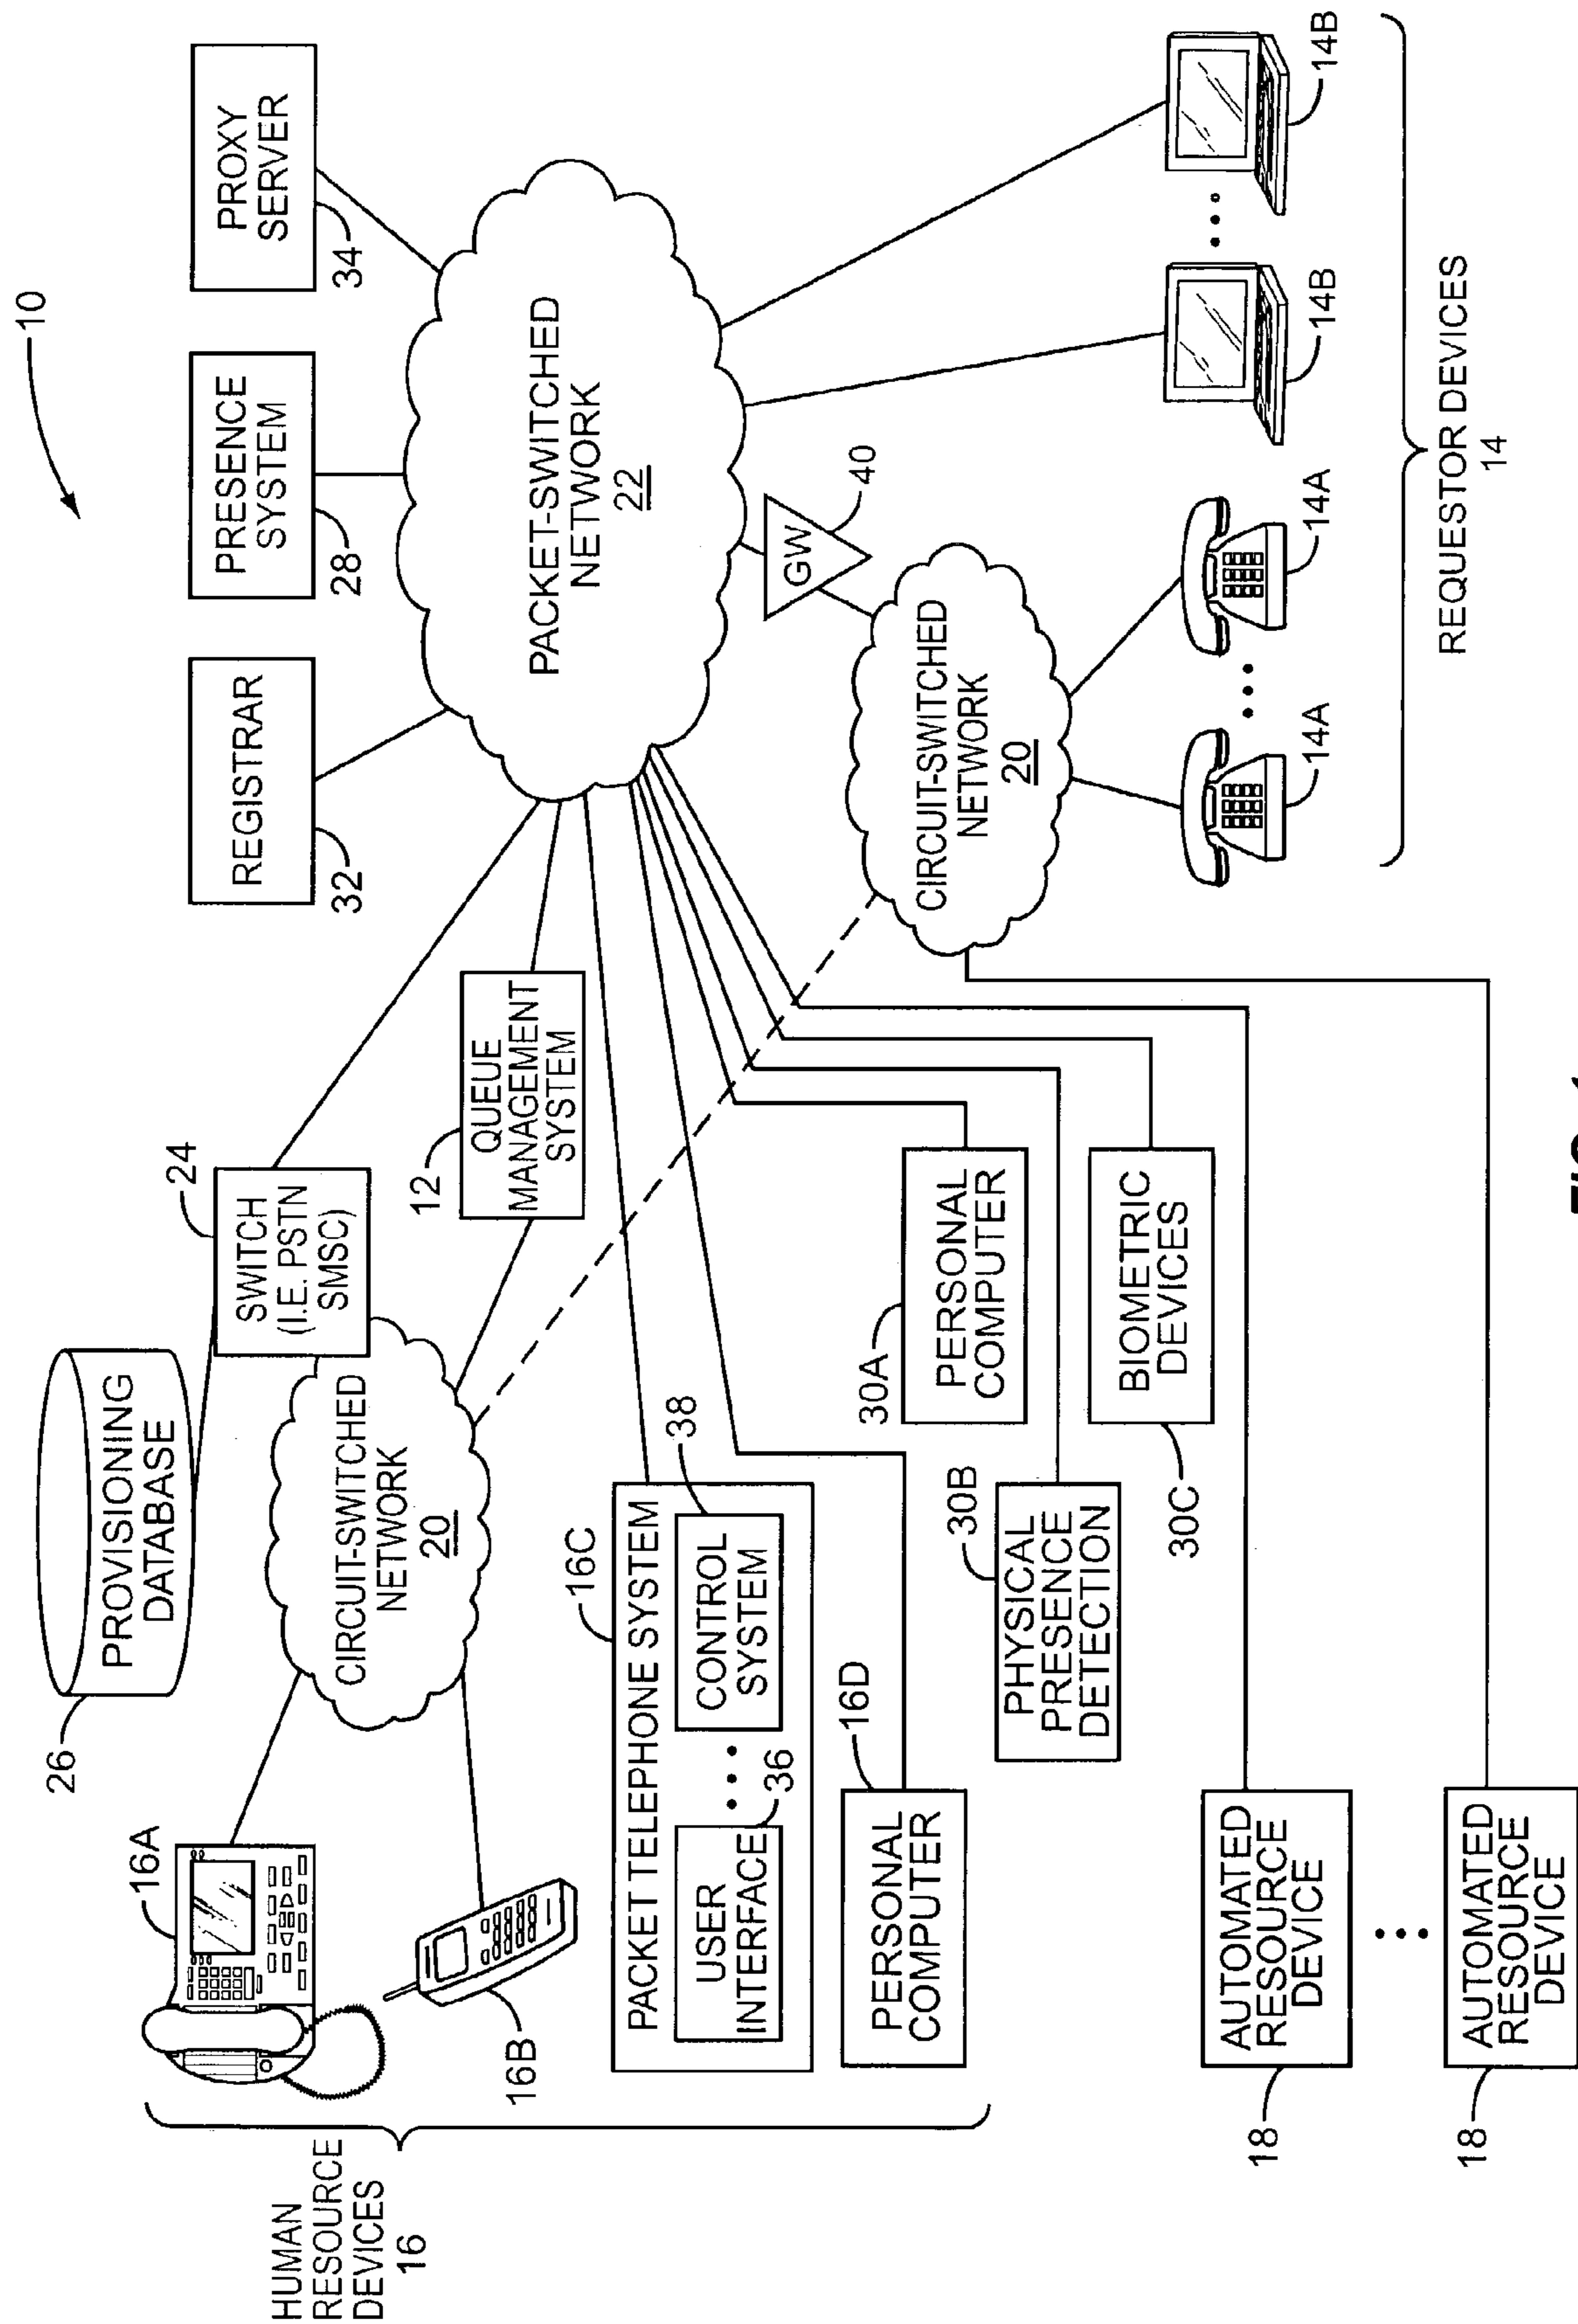 10
REGISTRAR
32
PRESENCE
SYSTEM
28
PROXY
SERVER
34
PROVISIONING
DATABASE
26
SWITCH
(I.E. PSTN
SMSC)
24
PACKET-SWITCHED
NETWORK
22
HUMAN
RESOURCE
DEVICES
16
16A
16B
CIRCUIT-SWITCHED
NETWORK
20
QUEUE
MANAGEMENT
SYSTEM
12
PACKET TELEPHONE SYSTEM
16C
USER
INTERFACE
36
CONTROL
SYSTEM
38
PERSONAL
COMPUTER
16D
PERSONAL
COMPUTER
30A
PHYSICAL
PRESENCE
DETECTION
30B
BIOMETRIC
DEVICES
30C
GW
40
CIRCUIT-SWITCHED
NETWORK
20
AUTOMATED
RESOURCE
DEVICE
18
AUTOMATED
RESOURCE
DEVICE
18
14A
14A
14B
14B
REQUESTOR DEVICES
14